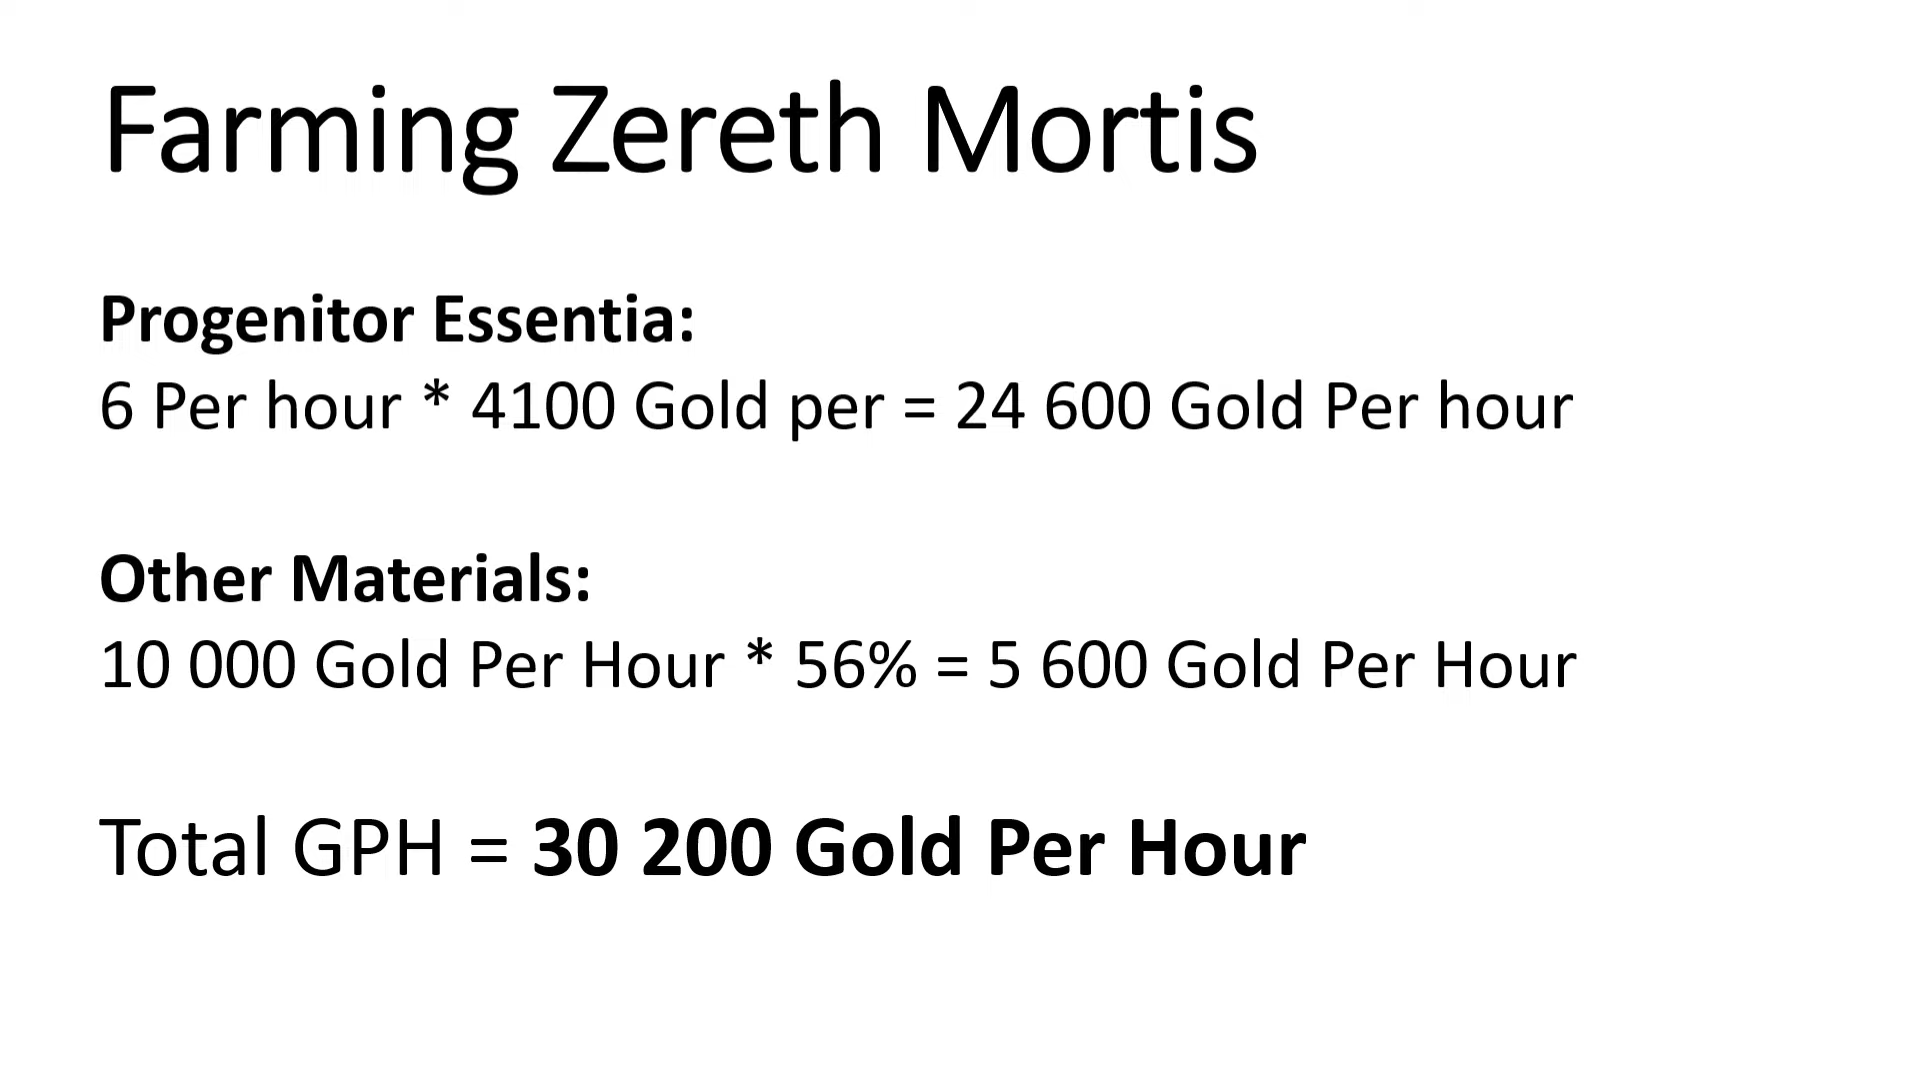 Farming Zereth Mortis
Progenitor Essentia:
6 Per hour * 4100 Gold per = 24 600 Gold Per hour
Other Materials:
10 000 Gold Per Hour * 56% = 5 600 Gold Per Hour
Total GPH = 30 200 Gold Per Hour